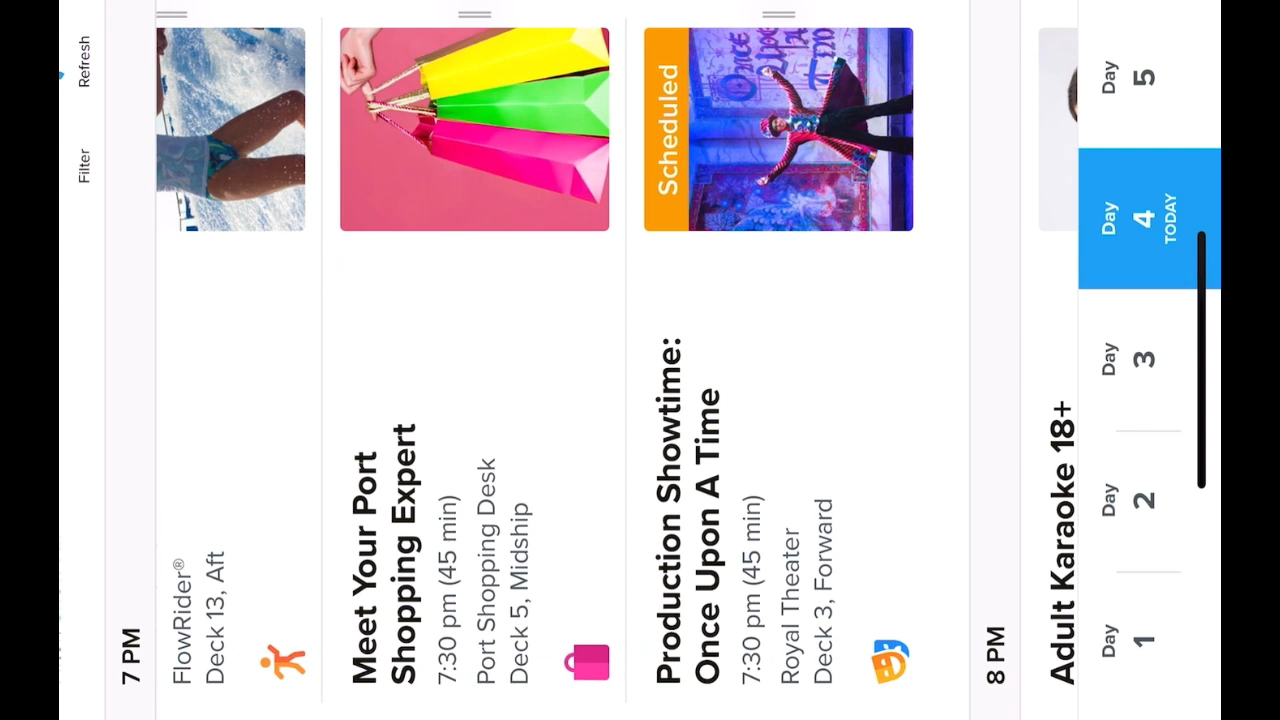 Filter
Refresh
7 PM
FlowRider®
Deck 13, Aft
Meet Your Port
Shopping Expert
7:30 pm (45 min)
Port Shopping Desk
Deck 5, Midship
Scheduled
Production Showtime:
Once Upon A Time
7:30 pm (45 min)
Royal Theater
Deck 3, Forward
8 PM
Adult Karaoke 18+
Day
1
Day
2
Day
3
Day
4
TODAY
Day
5